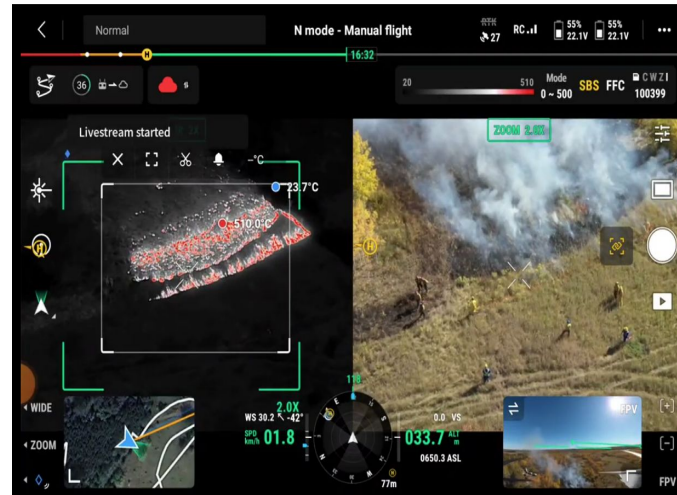 Normal
N mode - Manual flight
RTK
27
RC
55%
22.1V
55%
22.1V
16:32
36
s
20
510
Mode
0 ~ 500
SBS
FFC
C W Z I
100399
Livestream started
ZOOM 2.0X
--°C
23.7°C
510.0°C
H
H
WIDE
ZOOM
2.0X
WS 30.2
-42°
SPD
km/h
01.8
E
S
W
N
0.0 VS
033.7
ALT
m
0650.3 ASL
77m
FPV
FPV